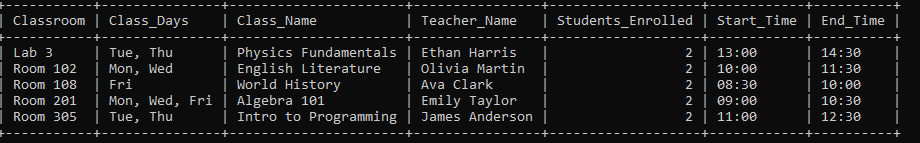 +-----------+---------------+----------------------+----------------+-------------------+------------+----------+
| Classroom | Class_Days    | Class_Name           | Teacher_Name   | Students_Enrolled | Start_Time | End_Time |
+-----------+---------------+----------------------+----------------+-------------------+------------+----------+
| Lab 3     | Tue, Thu      | Physics Fundamentals | Ethan Harris   |                 2 | 13:00      | 14:30    |
| Room 102  | Mon, Wed      | English Literature   | Olivia Martin  |                 2 | 10:00      | 11:30    |
| Room 108  | Fri           | World History        | Ava Clark      |                 2 | 08:30      | 10:00    |
| Room 201  | Mon, Wed, Fri | Algebra 101          | Emily Taylor   |                 2 | 09:00      | 10:30    |
| Room 305  | Tue, Thu      | Intro to Programming | James Anderson |                 2 | 11:00      | 12:30    |
+-----------+---------------+----------------------+----------------+-------------------+------------+----------+